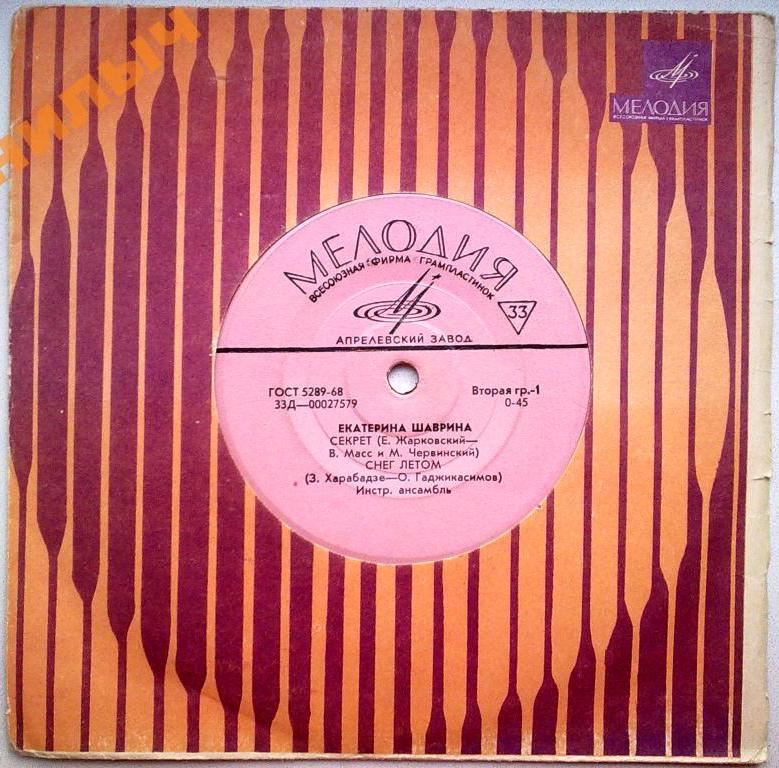 НИЛЫЧ
МЕЛОДИЯ
ВСЕСОЮЗНАЯ ФИРМА ГРАМПЛАСТИНОК
МЕЛОДИЯ
ВСЕСОЮЗНАЯ ФИРМА ГРАМПЛАСТИНОК
33
АПРЕЛЕВСКИЙ ЗАВОД
ГОСТ 5289-68
33Д—00027579
Вторая гр.-1
0-45
ЕКАТЕРИНА ШАВРИНА
СЕКРЕТ (Е. Жарковский—
В. Масс и М. Червинский)
СНЕГ ЛЕТОМ
(З. Харабадзе—О. Гаджикасимов)
Инстр. ансамбль